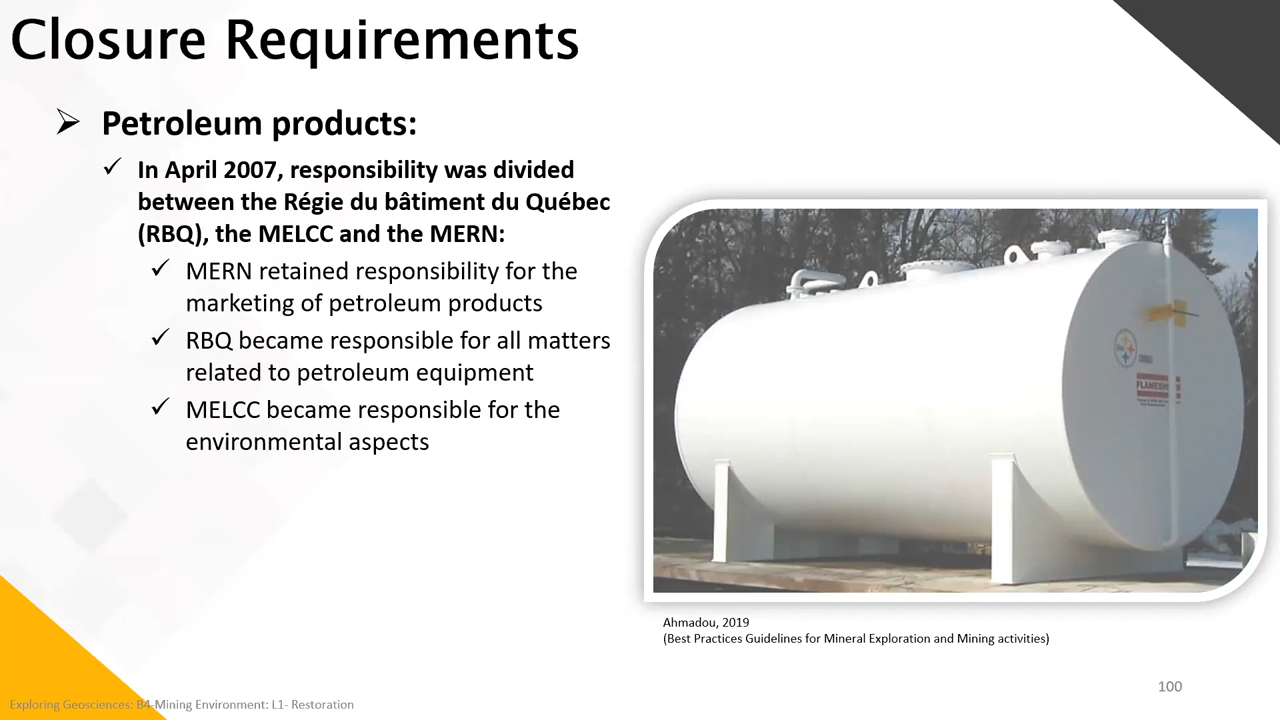 Closure Requirements
Petroleum products:
In April 2007, responsibility was divided
between the Régie du bâtiment du Québec
(RBQ), the MELCC and the MERN:
MERN retained responsibility for the
marketing of petroleum products
RBQ became responsible for all matters
related to petroleum equipment
MELCC became responsible for the
environmental aspects
Ahmadou, 2019
(Best Practices Guidelines for Mineral Exploration and Mining activities)
100
Exploring Geosciences: B4-Mining Environment: L1- Restoration